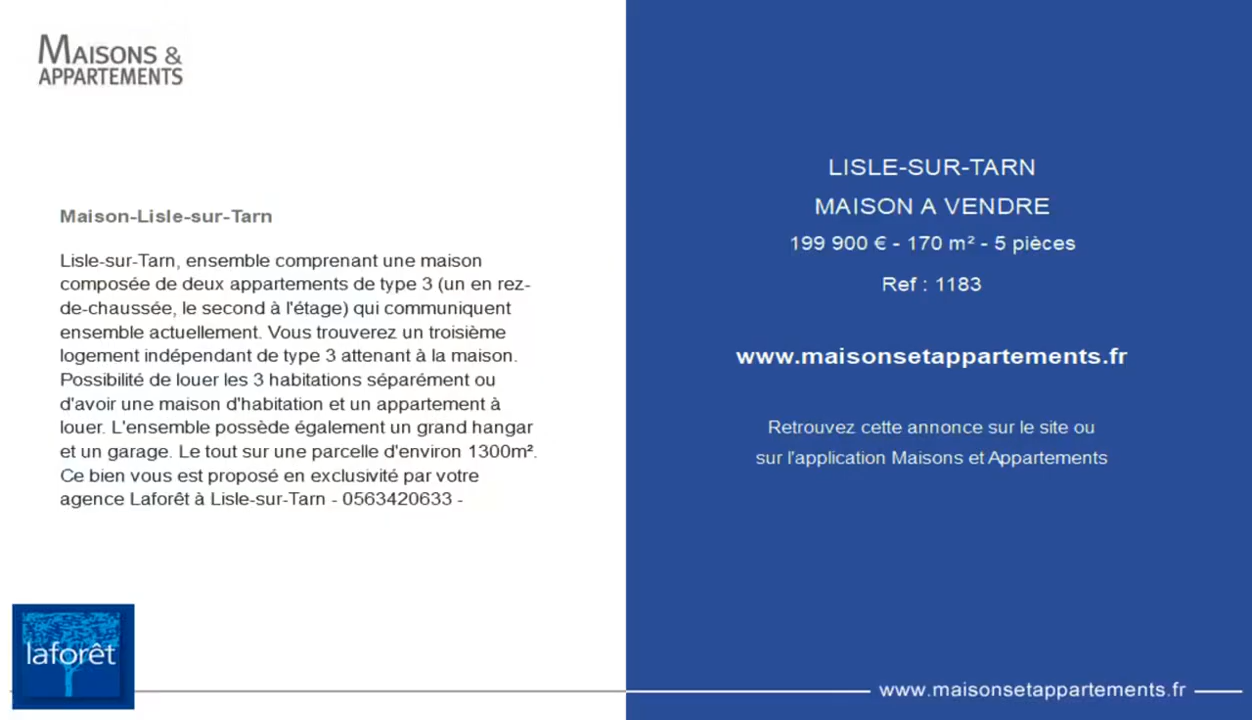 MAISONS &
APPARTEMENTS
Maison-Lisle-sur-Tarn
Lisle-sur-Tarn, ensemble comprenant une maison
composée de deux appartements de type 3 (un en rez-
de-chaussée, le second à l'étage) qui communiquent
ensemble actuellement. Vous trouverez un troisième
logement indépendant de type 3 attenant à la maison.
Possibilité de louer les 3 habitations séparément ou
d'avoir une maison d'habitation et un appartement à
louer. L'ensemble possède également un grand hangar
et un garage. Le tout sur une parcelle d'environ 1300m².
Ce bien vous est proposé en exclusivité par votre
agence Laforêt à Lisle-sur-Tarn - 0563420633 -
laforêt
LISLE-SUR-TARN
MAISON A VENDRE
199 900 € - 170 m² - 5 pièces
Ref : 1183
www.maisonsetappartements.fr
Retrouvez cette annonce sur le site ou
sur l'application Maisons et Appartements
www.maisonsetappartements.fr